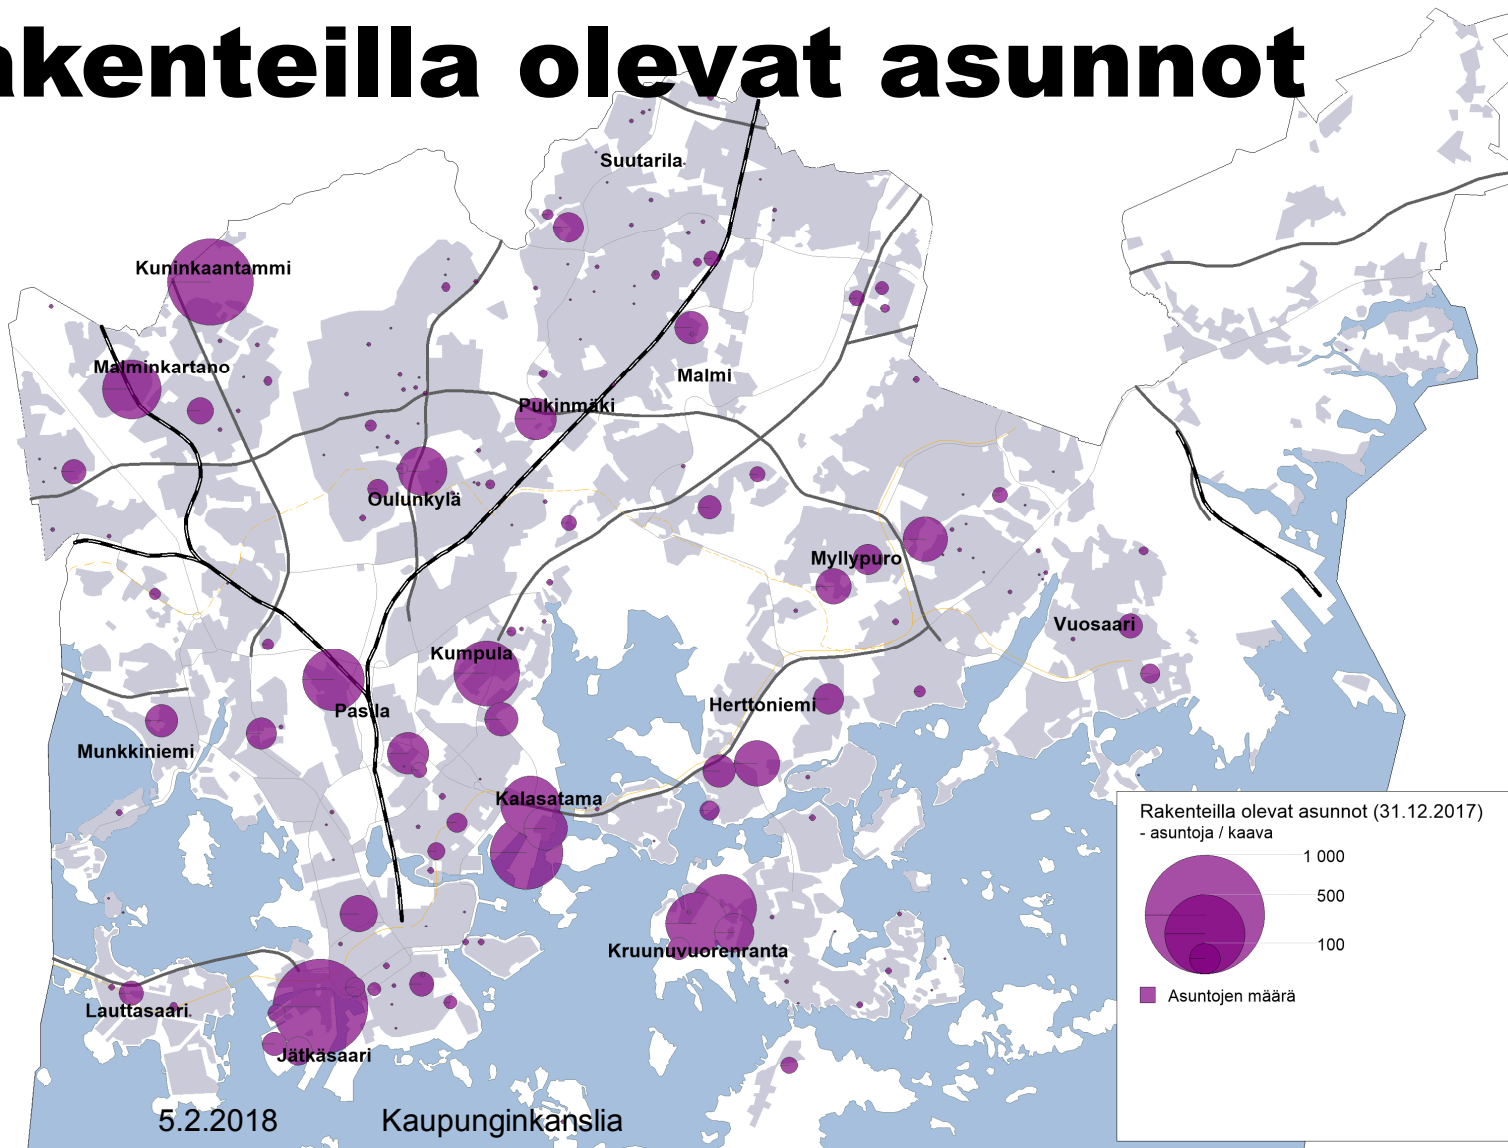 akenteilla olevat asunnot
Suutarila
Kuninkaantammi
Malminkartano
Malmi
Pukinmäki
Oulunkylä
Myllypuro
Vuosaari
Kumpula
Pasila
Herttoniemi
Munkkiniemi
Kalasatama
Kruunuvuorenranta
Lauttasaari
Jätkäsaari
Rakenteilla olevat asunnot (31.12.2017)
- asuntoja / kaava
1 000
500
100
Asuntojen määrä
5.2.2018 Kaupunginkanslia